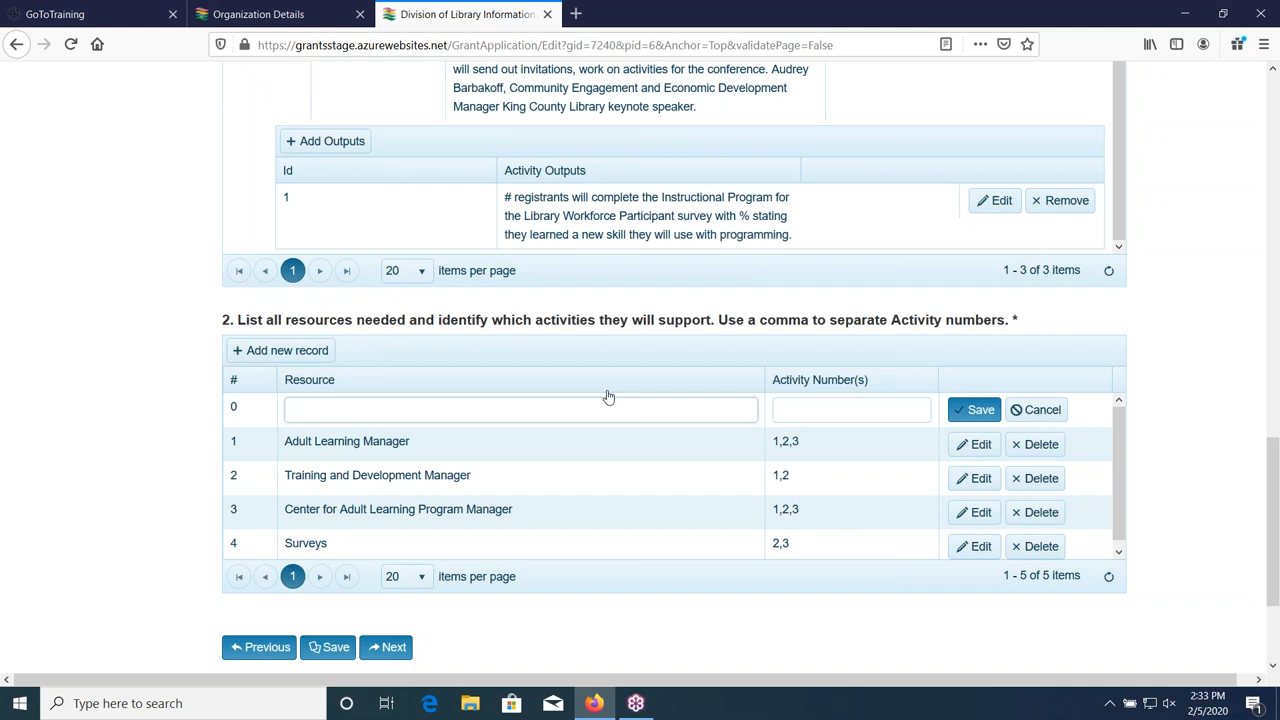 GoToTraining
Organization Details
Division of Library Information
https://grantsstage.azurewebsites.net/GrantApplication/Edit?gid=7240&pid=6&Anchor=Top&validatePage=False
will send out invitations, work on activities for the conference. Audrey
Barbakoff, Community Engagement and Economic Development
Manager King County Library keynote speaker.
+ Add Outputs
Id Activity Outputs
1 # registrants will complete the Instructional Program for
the Library Workforce Participant survey with % stating
they learned a new skill they will use with programming.
Edit Remove
1 20 items per page 1 - 3 of 3 items
2. List all resources needed and identify which activities they will support. Use a comma to separate Activity numbers. *
+ Add new record
# Resource Activity Number(s)
0 Save Cancel
1 Adult Learning Manager 1,2,3 Edit Delete
2 Training and Development Manager 1,2 Edit Delete
3 Center for Adult Learning Program Manager 1,2,3 Edit Delete
4 Surveys 2,3 Edit Delete
1 20 items per page 1 - 5 of 5 items
Previous Save Next
Type here to search
2:33 PM
2/5/2020
1